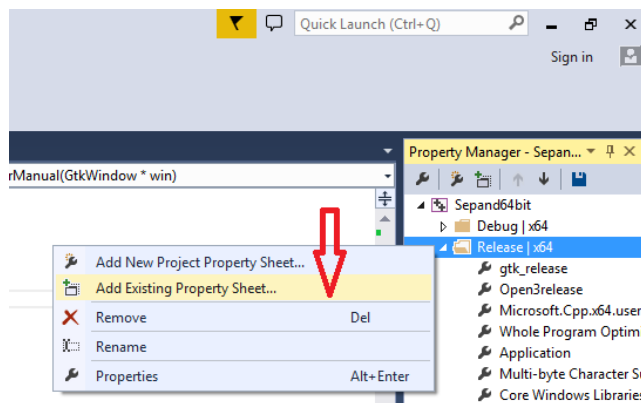 Quick Launch (Ctrl+Q)
Sign in
Property Manager - Sepan...
rManual(GtkWindow * win)
Sepand64bit
Debug | x64
Release | x64
gtk_release
Open3release
Microsoft.Cpp.x64.user
Whole Program Optimi
Application
Multi-byte Character Su
Core Windows Libraries
Add New Project Property Sheet...
Add Existing Property Sheet...
Remove Del
Rename
Properties Alt+Enter